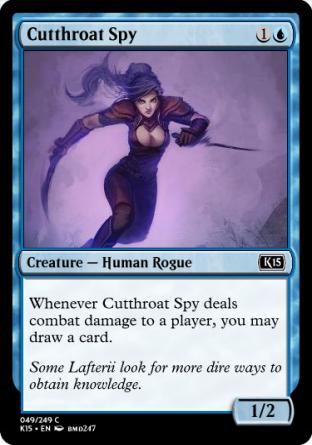 Cutthroat Spy 1
K15
Creature — Human Rogue
Whenever Cutthroat Spy deals
combat damage to a player, you may
draw a card.
Some Lafterii look for more dire ways to
obtain knowledge.
1/2
049/249 C
K15 • EN BMD247